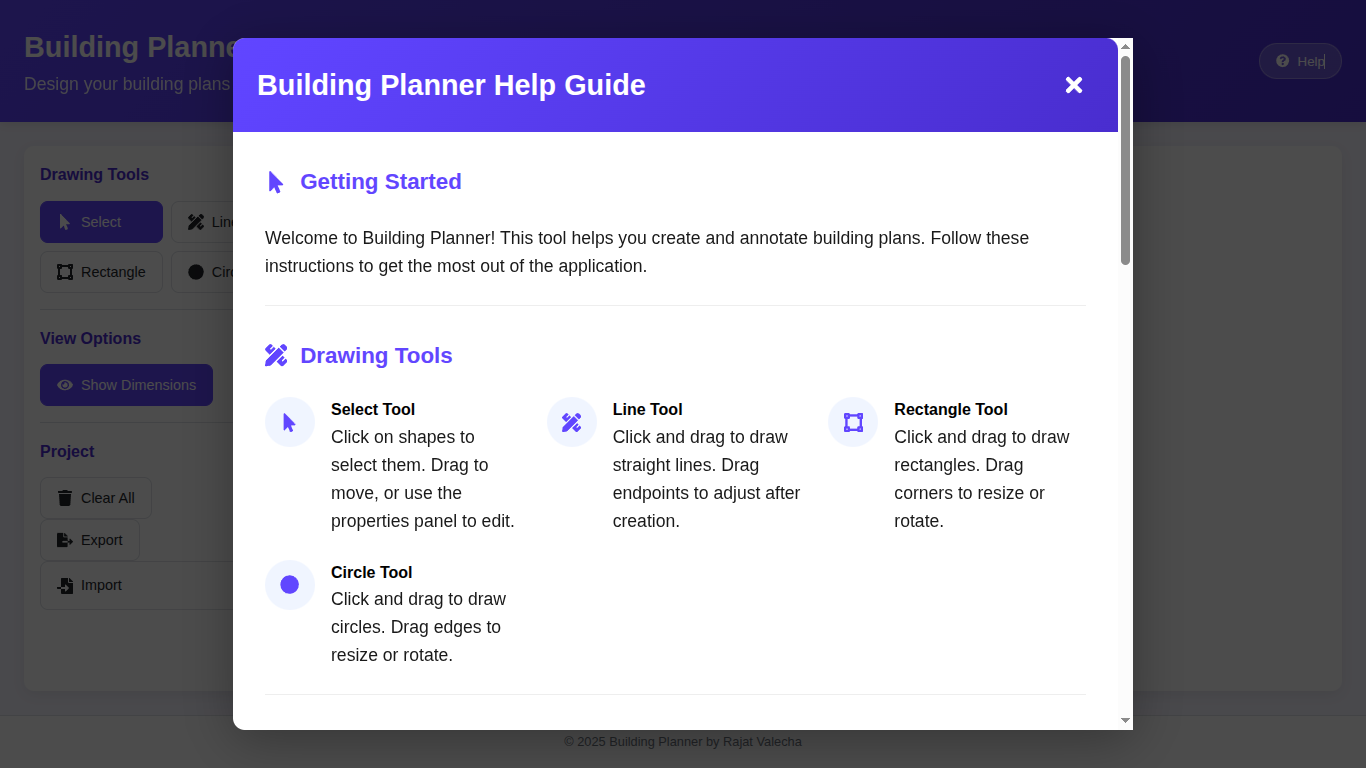 Building Planne
Design your building plans
Help
Building Planner Help Guide
Drawing Tools
Select
Line
Rectangle
Circ
View Options
Show Dimensions
Project
Clear All
Export
Import
Getting Started
Welcome to Building Planner! This tool helps you create and annotate building plans. Follow these
instructions to get the most out of the application.
Drawing Tools
Select Tool
Click on shapes to
select them. Drag to
move, or use the
properties panel to edit.
Line Tool
Click and drag to draw
straight lines. Drag
endpoints to adjust after
creation.
Rectangle Tool
Click and drag to draw
rectangles. Drag
corners to resize or
rotate.
Circle Tool
Click and drag to draw
circles. Drag edges to
resize or rotate.
© 2025 Building Planner by Rajat Valecha